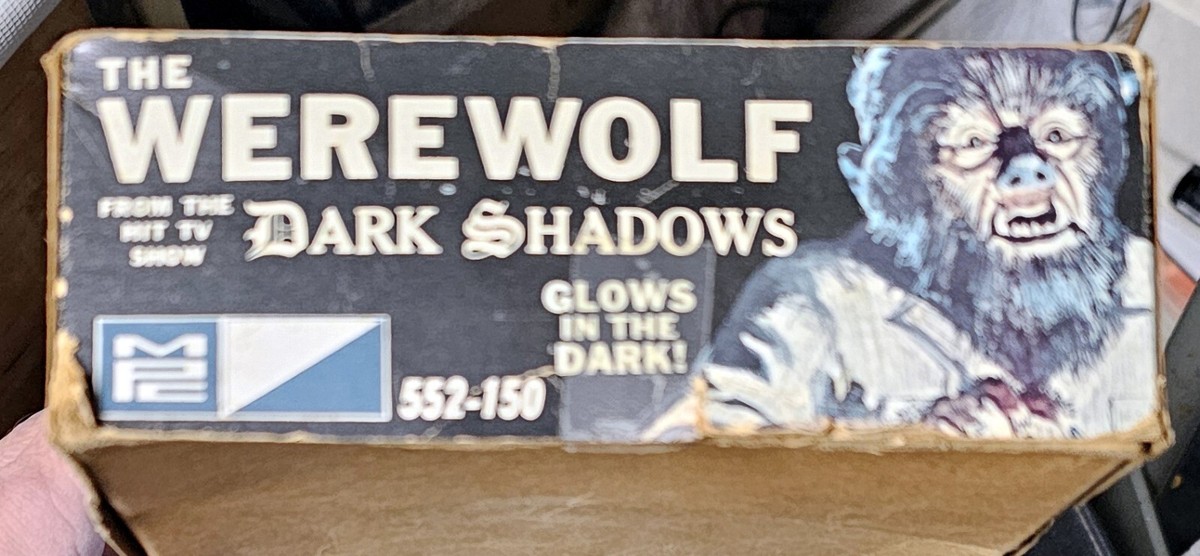 THE
WEREWOLF
FROM THE
HIT TV
SHOW
DARK SHADOWS
GLOWS
IN THE
DARK!
MPC
552-150